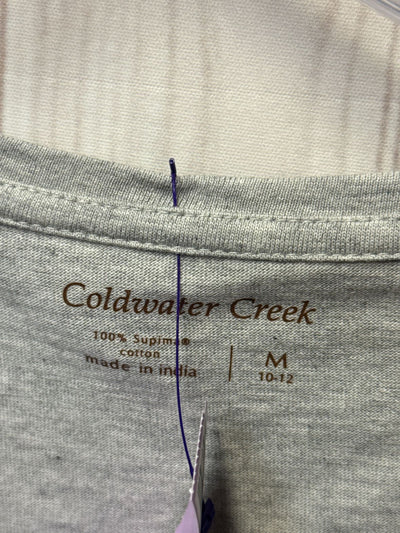 Coldwater Creek
100% Supima®
cotton
made in india
M
10-12